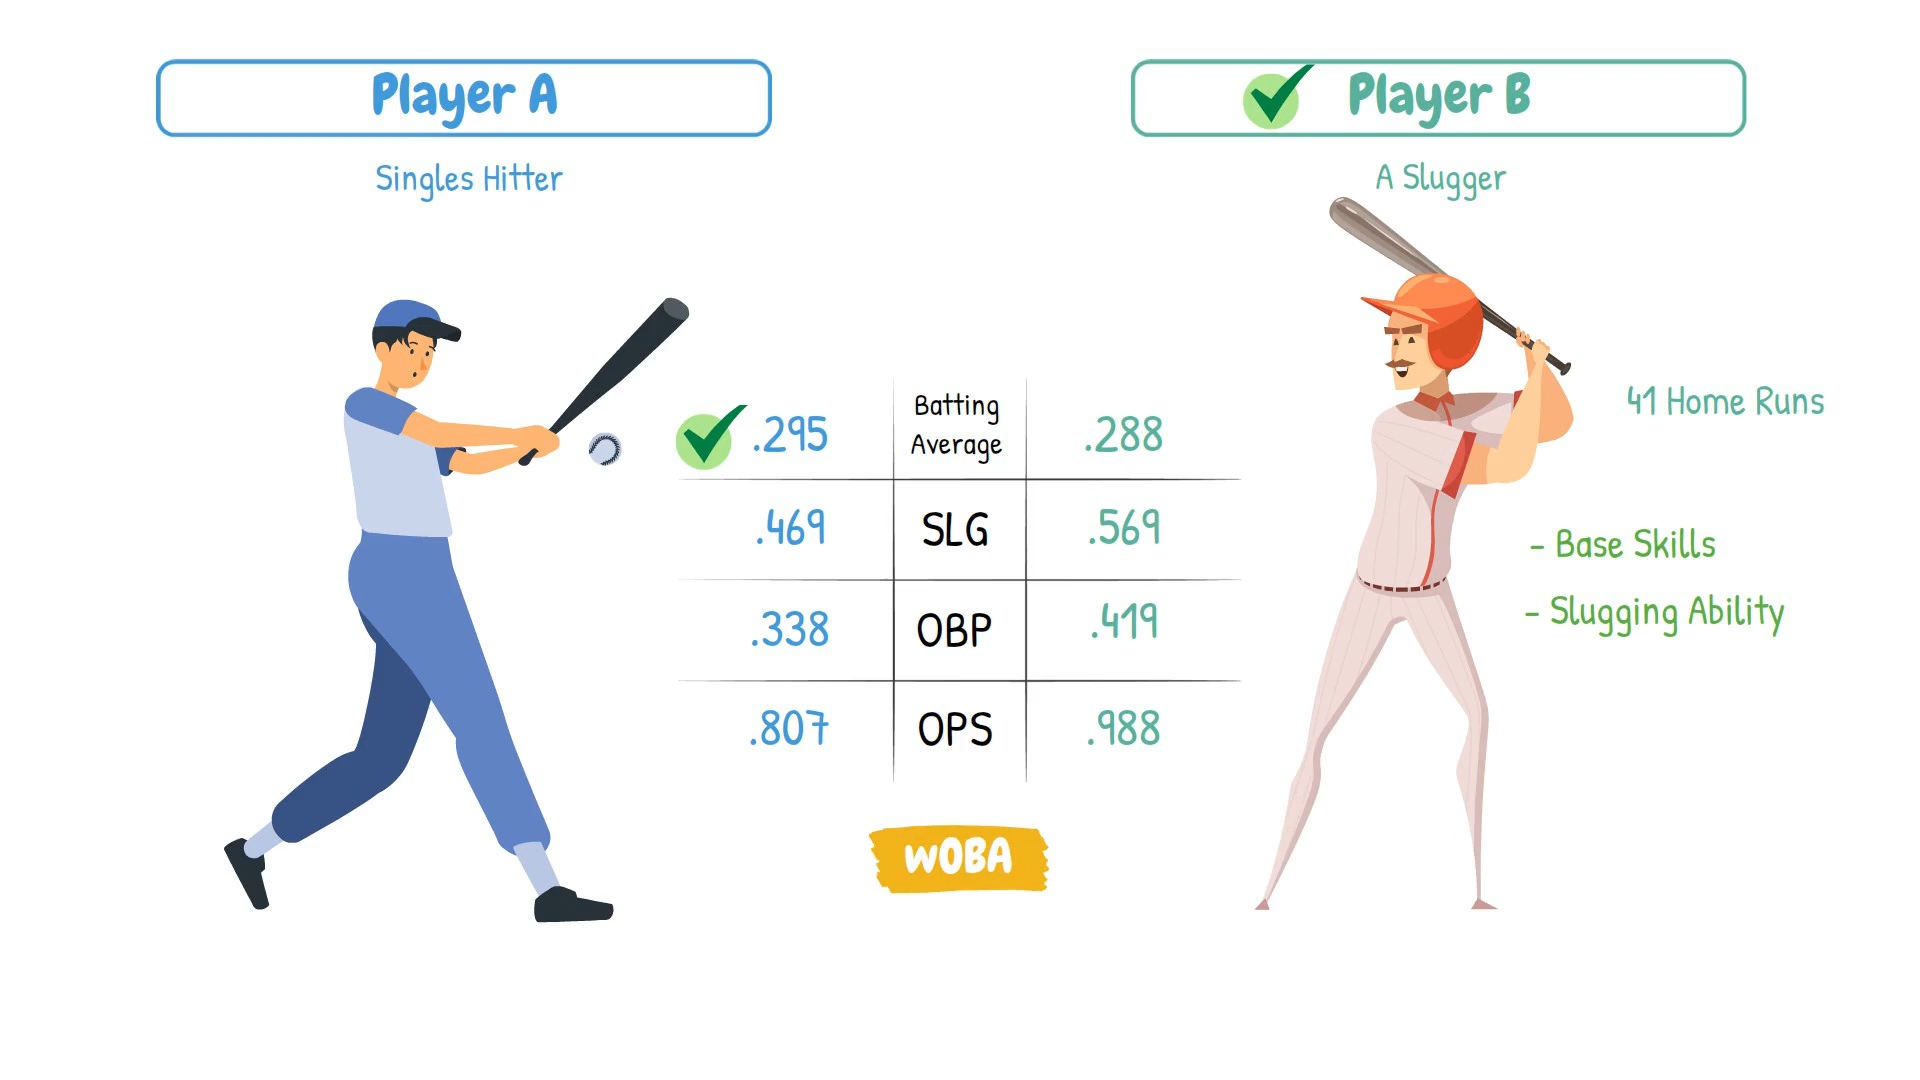 Player A
Player B
Singles Hitter
A Slugger
41 Home Runs
.295
Batting
Average
.288
.469
SLG
.569
- Base Skills
- Slugging Ability
.338
OBP
.419
.807
OPS
.988
wOBA